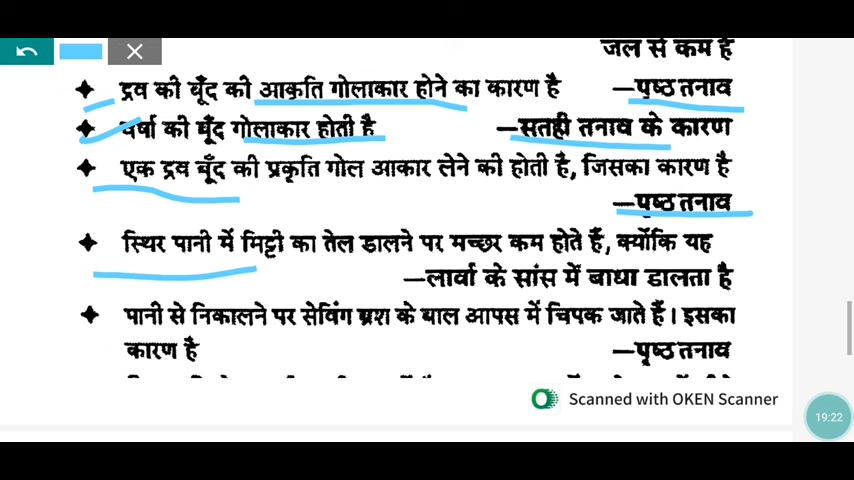 जल से कम है
✦ द्रव की बूँद की आकृति गोलाकार होने का कारण है —पृष्ठ तनाव
✦ वर्षा की बूँद गोलाकार होती है —सतही तनाव के कारण
✦ एक द्रव बूँद की प्रकृति गोल आकार लेने की होती है, जिसका कारण है
—पृष्ठ तनाव
✦ स्थिर पानी में मिट्टी का तेल डालने पर मच्छर कम होते हैं, क्योंकि यह
—लार्वा के सांस में बाधा डालता है
✦ पानी से निकालने पर सेविंग ब्रश के बाल आपस में चिपक जाते हैं। इसका
कारण है —पृष्ठ तनाव
Scanned with OKEN Scanner
19:22